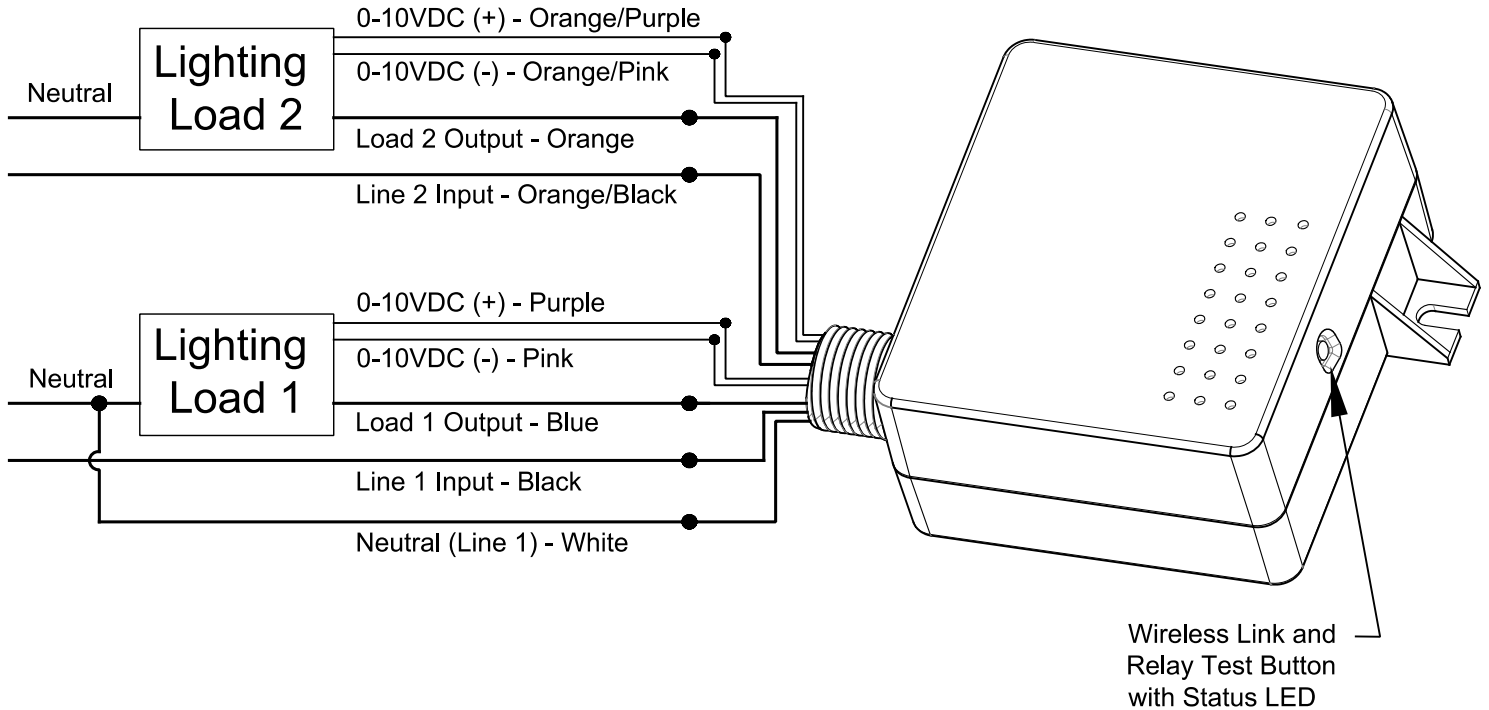 0-10VDC (+) - Orange/Purple
Lighting
Load 2
0-10VDC (-) - Orange/Pink
Neutral
Load 2 Output - Orange
Line 2 Input - Orange/Black
0-10VDC (+) - Purple
Lighting
Load 1
0-10VDC (-) - Pink
Neutral
Load 1 Output - Blue
Line 1 Input - Black
Neutral (Line 1) - White
Wireless Link and
Relay Test Button
with Status LED